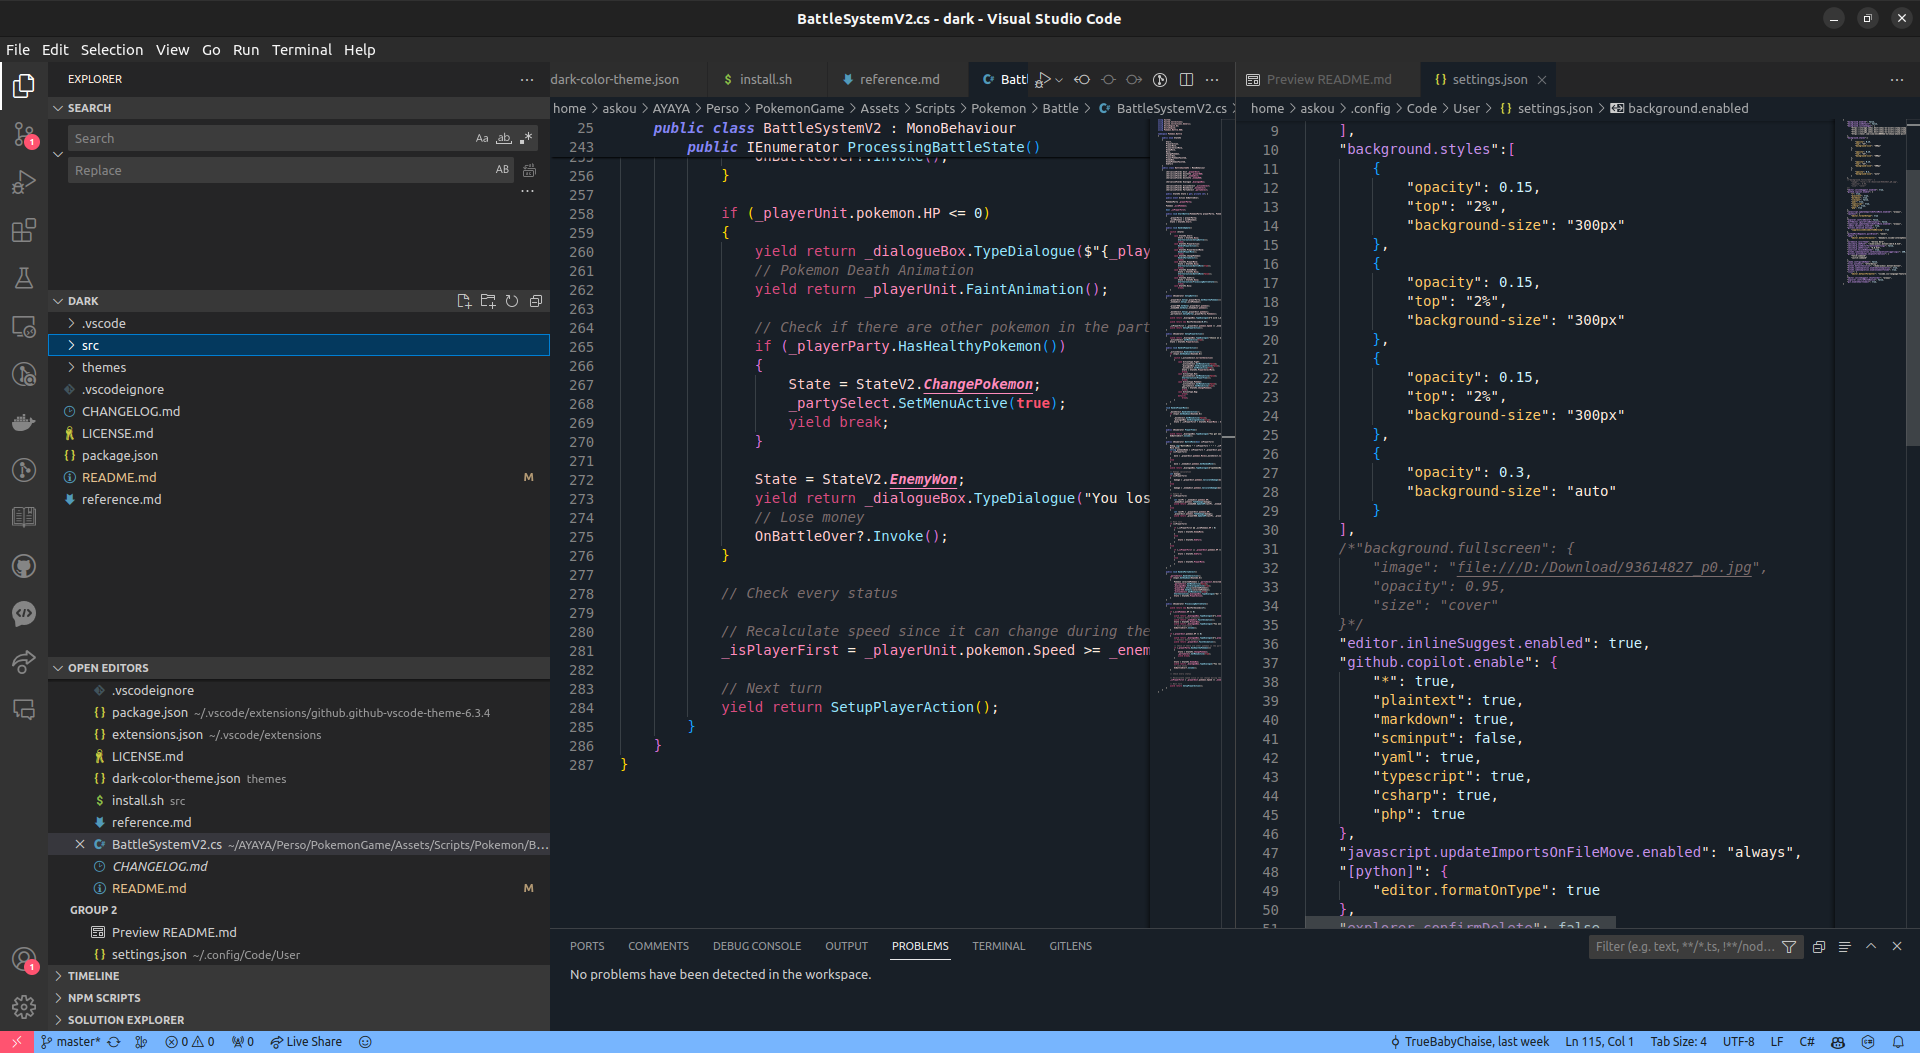 BattleSystemV2.cs - dark - Visual Studio Code
File Edit Selection View Go Run Terminal Help
EXPLORER
SEARCH
Search
Replace
DARK
.vscode
src
themes
.vscodeignore
CHANGELOG.md
LICENSE.md
package.json
README.md M
reference.md
OPEN EDITORS
.vscodeignore
package.json ~/.vscode/extensions/github.github-vscode-theme-6.3.4
extensions.json ~/.vscode/extensions
LICENSE.md
dark-color-theme.json themes
install.sh src
reference.md
BattleSystemV2.cs ~/AYAYA/Perso/PokemonGame/Assets/Scripts/Pokemon/B...
CHANGELOG.md
README.md M
GROUP 2
Preview README.md
settings.json ~/.config/Code/User
TIMELINE
NPM SCRIPTS
SOLUTION EXPLORER
dark-color-theme.json install.sh reference.md Batt
home > askou > AYAYA > Perso > PokemonGame > Assets > Scripts > Pokemon > Battle > BattleSystemV2.cs >
25 public class BattleSystemV2 : MonoBehaviour
243 public IEnumerator ProcessingBattleState()
255 OnBattleOver?.Invoke();
256 }
257
258 if (_playerUnit.pokemon.HP <= 0)
259 {
260 yield return _dialogueBox.TypeDialogue($"{_play
261 // Pokemon Death Animation
262 yield return _playerUnit.FaintAnimation();
263
264 // Check if there are other pokemon in the part
265 if (_playerParty.HasHealthyPokemon())
266 {
267 State = StateV2.ChangePokemon;
268 _partySelect.SetMenuActive(true);
269 yield break;
270 }
271
272 State = StateV2.EnemyWon;
273 yield return _dialogueBox.TypeDialogue("You los
274 // Lose money
275 OnBattleOver?.Invoke();
276 }
277
278 // Check every status
279
280 // Recalculate speed since it can change during the
281 _isPlayerFirst = _playerUnit.pokemon.Speed >= _enem
282
283 // Next turn
284 yield return SetupPlayerAction();
285 }
286 }
287 }
Preview README.md settings.json
home > askou > .config > Code > User > settings.json > background.enabled
9 ],
10 "background.styles":[
11 {
12 "opacity": 0.15,
13 "top": "2%",
14 "background-size": "300px"
15 },
16 {
17 "opacity": 0.15,
18 "top": "2%",
19 "background-size": "300px"
20 },
21 {
22 "opacity": 0.15,
23 "top": "2%",
24 "background-size": "300px"
25 },
26 {
27 "opacity": 0.3,
28 "background-size": "auto"
29 }
30 ],
31 /*"background.fullscreen": {
32 "image": "file:///D:/Download/93614827_p0.jpg",
33 "opacity": 0.95,
34 "size": "cover"
35 }*/
36 "editor.inlineSuggest.enabled": true,
37 "github.copilot.enable": {
38 "*": true,
39 "plaintext": true,
40 "markdown": true,
41 "scminput": false,
42 "yaml": true,
43 "typescript": true,
44 "csharp": true,
45 "php": true
46 },
47 "javascript.updateImportsOnFileMove.enabled": "always",
48 "[python]": {
49 "editor.formatOnType": true
50 },
51 "explorer.confirmDelete": false
PORTS COMMENTS DEBUG CONSOLE OUTPUT PROBLEMS TERMINAL GITLENS
Filter (e.g. text, **/*.ts, !**/nod...
No problems have been detected in the workspace.
master* 0 0 0 Live Share
TrueBabyChaise, last week Ln 115, Col 1 Tab Size: 4 UTF-8 LF C#